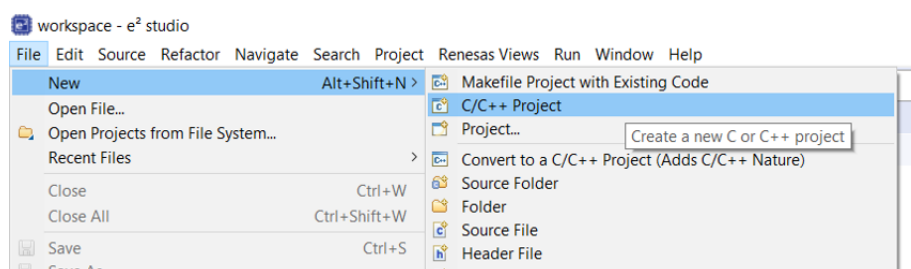 workspace - e² studio
File Edit Source Refactor Navigate Search Project Renesas Views Run Window Help
New Alt+Shift+N >
Open File...
Open Projects from File System...
Recent Files >
Close Ctrl+W
Close All Ctrl+Shift+W
Save Ctrl+S
Makefile Project with Existing Code
C/C++ Project
Project...
Create a new C or C++ project
Convert to a C/C++ Project (Adds C/C++ Nature)
Source Folder
Folder
Source File
Header File